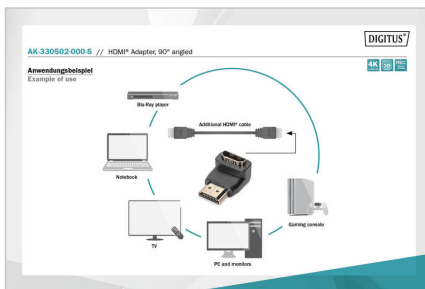 DIGITUS®
AK-330502-000-S // HDMI® Adapter, 90° angled
4K
3D
HEC
Anwendungsbeispiel
Example of use
Blu-Ray player
Additional HDMI® cable
Notebook
Gaming console
TV
PC and monitors